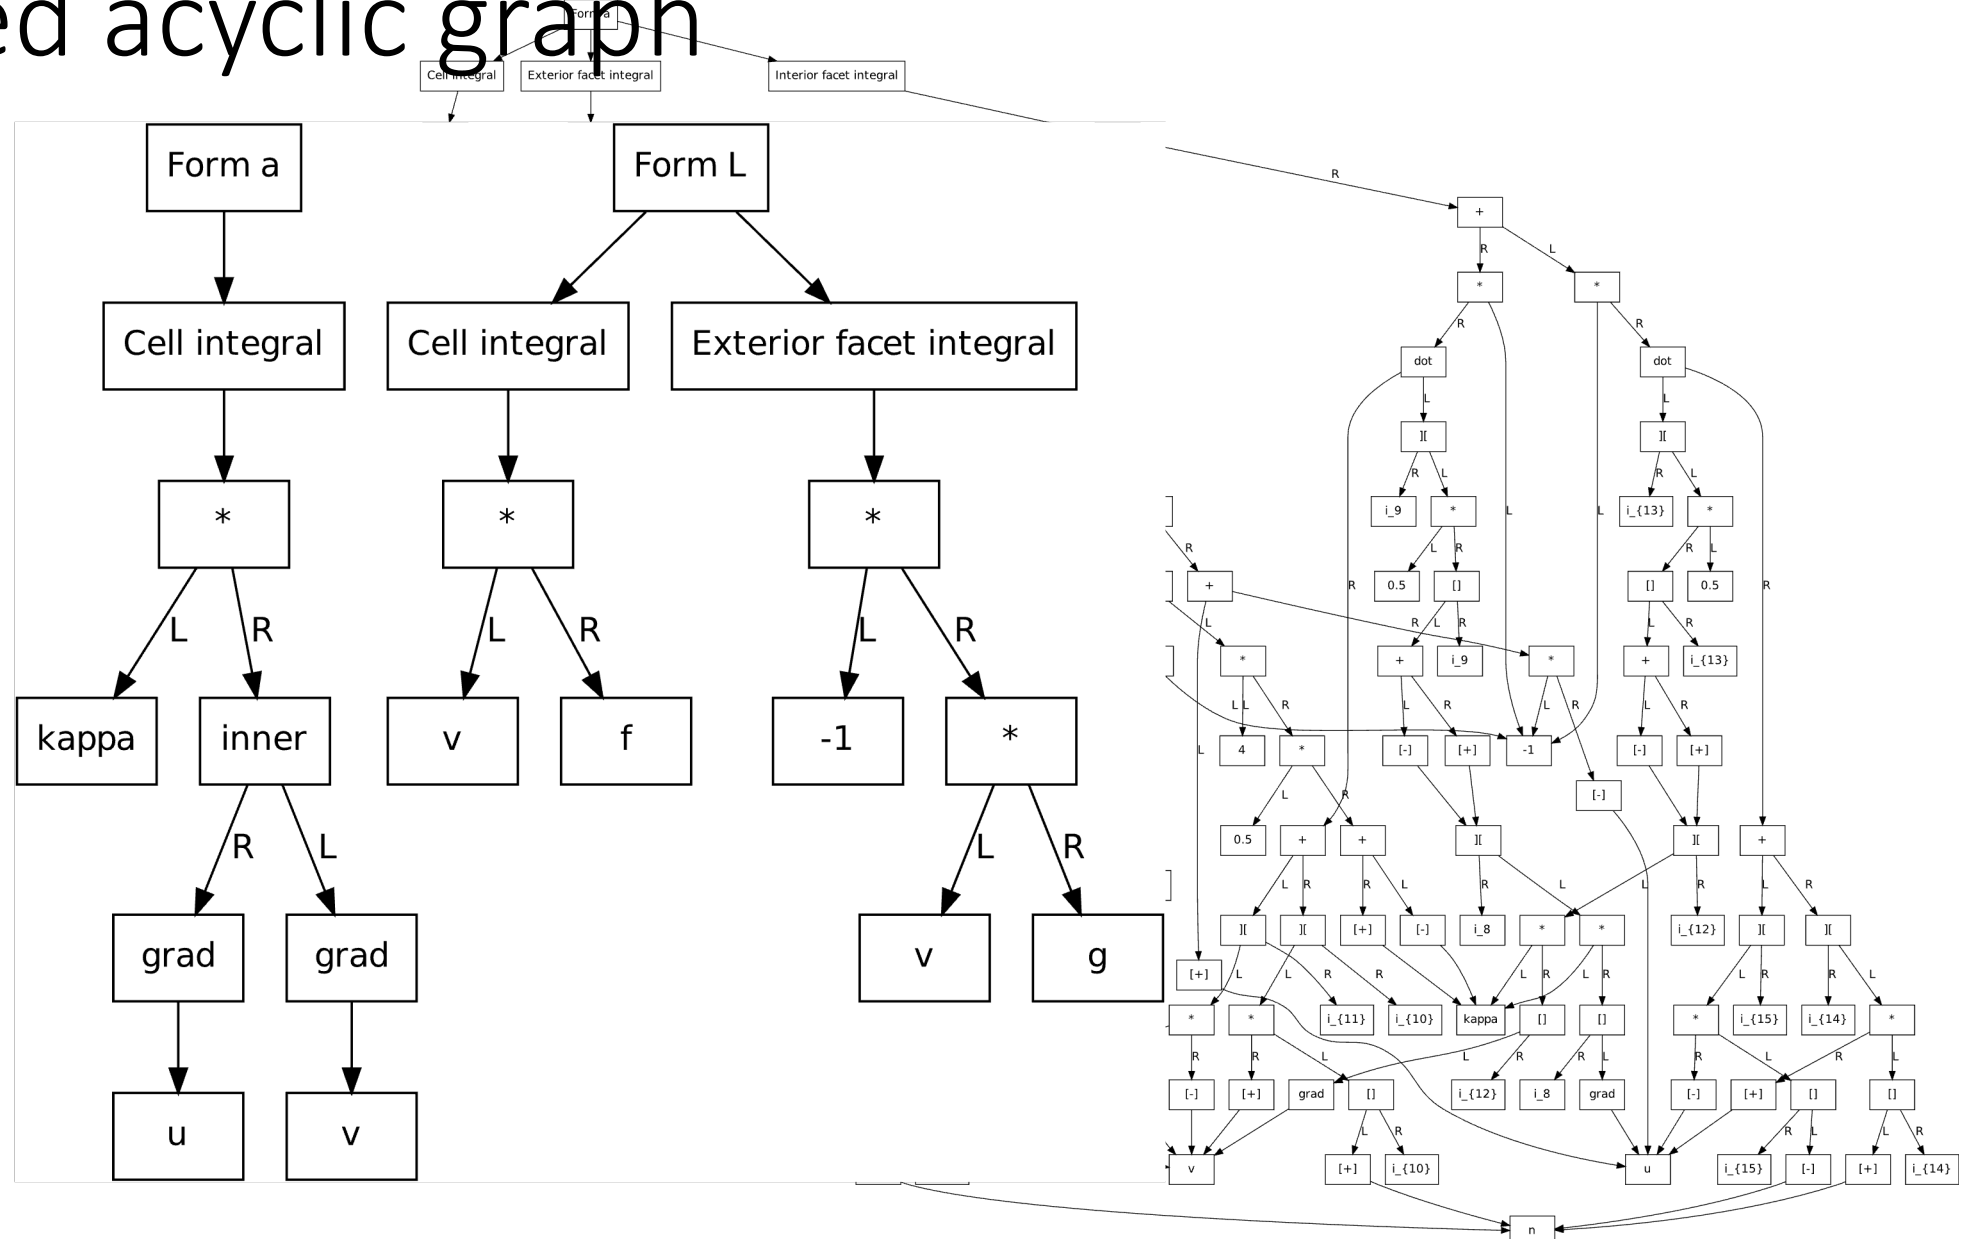 ed acyclic graph
Form a
Cell integral Exterior facet integral Interior facet integral
Form a Form L
Cell integral Cell integral Exterior facet integral
* * *
L R L R L R
kappa inner v f -1 *
R L L R
grad grad v g
u v
R
+
R L
* *
R R
dot dot
L L
][ ][
R L R L
i_9 * i_{13} *
L L
R L R R L
0.5 [] [] 0.5
R + R R
L R L R L R
+ i_9 + i_{13}
* *
L L R L R L R L R
L 4 * [-] [+] -1 [-] [+]
[-]
L R
0.5 + + ][ ][ +
L R R L R L L R L R
][ ][ [+] [-] i_8 * * i_{12} ][ ][
[+] L L R R L R L R L R R L
* * i_{11} i_{10} kappa [] [] * i_{15} i_{14} *
R R L L R R L R L R L
[-] [+] grad [] i_{12} i_8 grad [-] [+] [] []
L R R L L R
v [+] i_{10} u i_{15} [-] [+] i_{14}
n